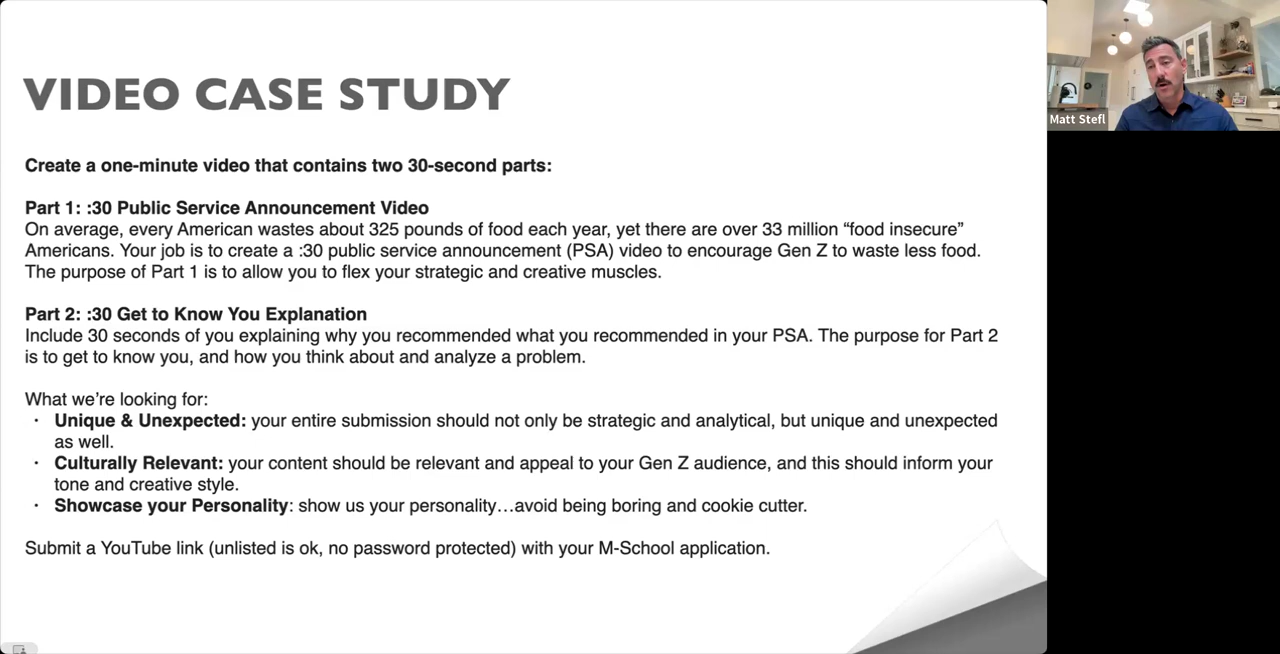 VIDEO CASE STUDY
Matt Stefl
Create a one-minute video that contains two 30-second parts:
Part 1: :30 Public Service Announcement Video
On average, every American wastes about 325 pounds of food each year, yet there are over 33 million “food insecure”
Americans. Your job is to create a :30 public service announcement (PSA) video to encourage Gen Z to waste less food.
The purpose of Part 1 is to allow you to flex your strategic and creative muscles.
Part 2: :30 Get to Know You Explanation
Include 30 seconds of you explaining why you recommended what you recommended in your PSA. The purpose for Part 2
is to get to know you, and how you think about and analyze a problem.
What we’re looking for:
· Unique & Unexpected: your entire submission should not only be strategic and analytical, but unique and unexpected
as well.
· Culturally Relevant: your content should be relevant and appeal to your Gen Z audience, and this should inform your
tone and creative style.
· Showcase your Personality: show us your personality…avoid being boring and cookie cutter.
Submit a YouTube link (unlisted is ok, no password protected) with your M-School application.